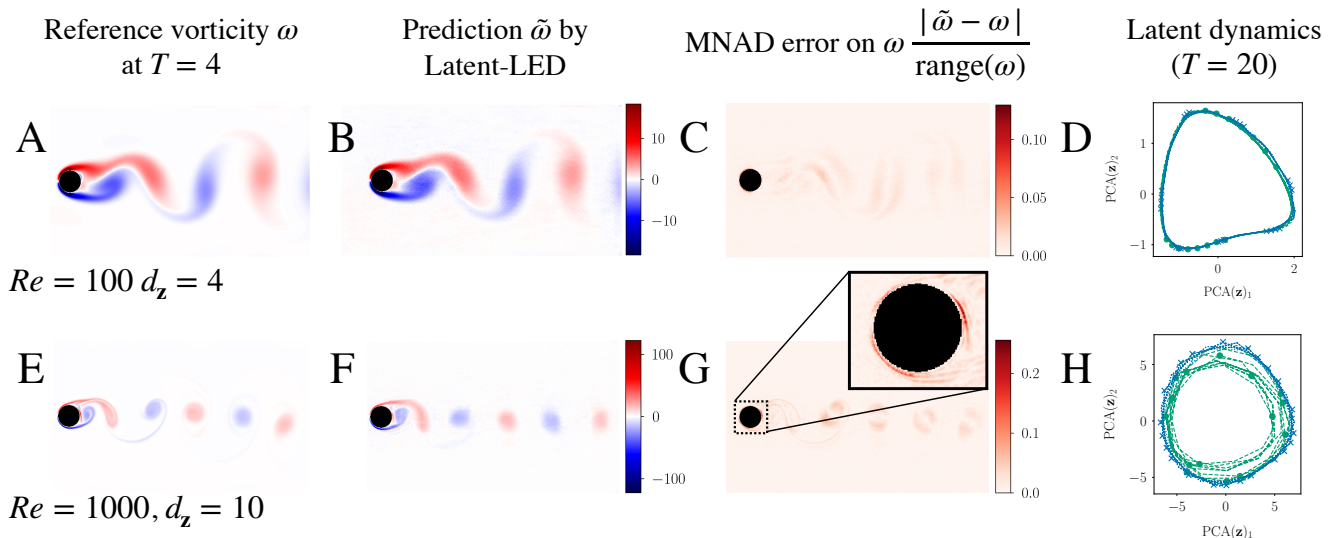 Reference vorticity ω
at T = 4
Prediction ω̃ by
Latent-LED
MNAD error on ω |ω̃ − ω| / range(ω)
Latent dynamics
(T = 20)
A
B
10
0
−10
C
0.10
0.05
0.00
D
1
0
−1
PCA(z)₂
0 2
PCA(z)₁
Re = 100 d_z = 4
E
F
100
0
−100
G
0.2
0.1
0.0
H
5
0
−5
PCA(z)₂
−5 0 5
PCA(z)₁
Re = 1000, d_z = 10